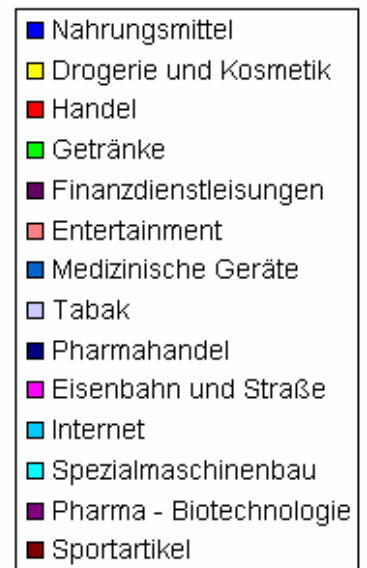 Nahrungsmittel
Drogerie und Kosmetik
Handel
Getränke
Finanzdienstleisungen
Entertainment
Medizinische Geräte
Tabak
Pharmahandel
Eisenbahn und Straße
Internet
Spezialmaschinenbau
Pharma - Biotechnologie
Sportartikel